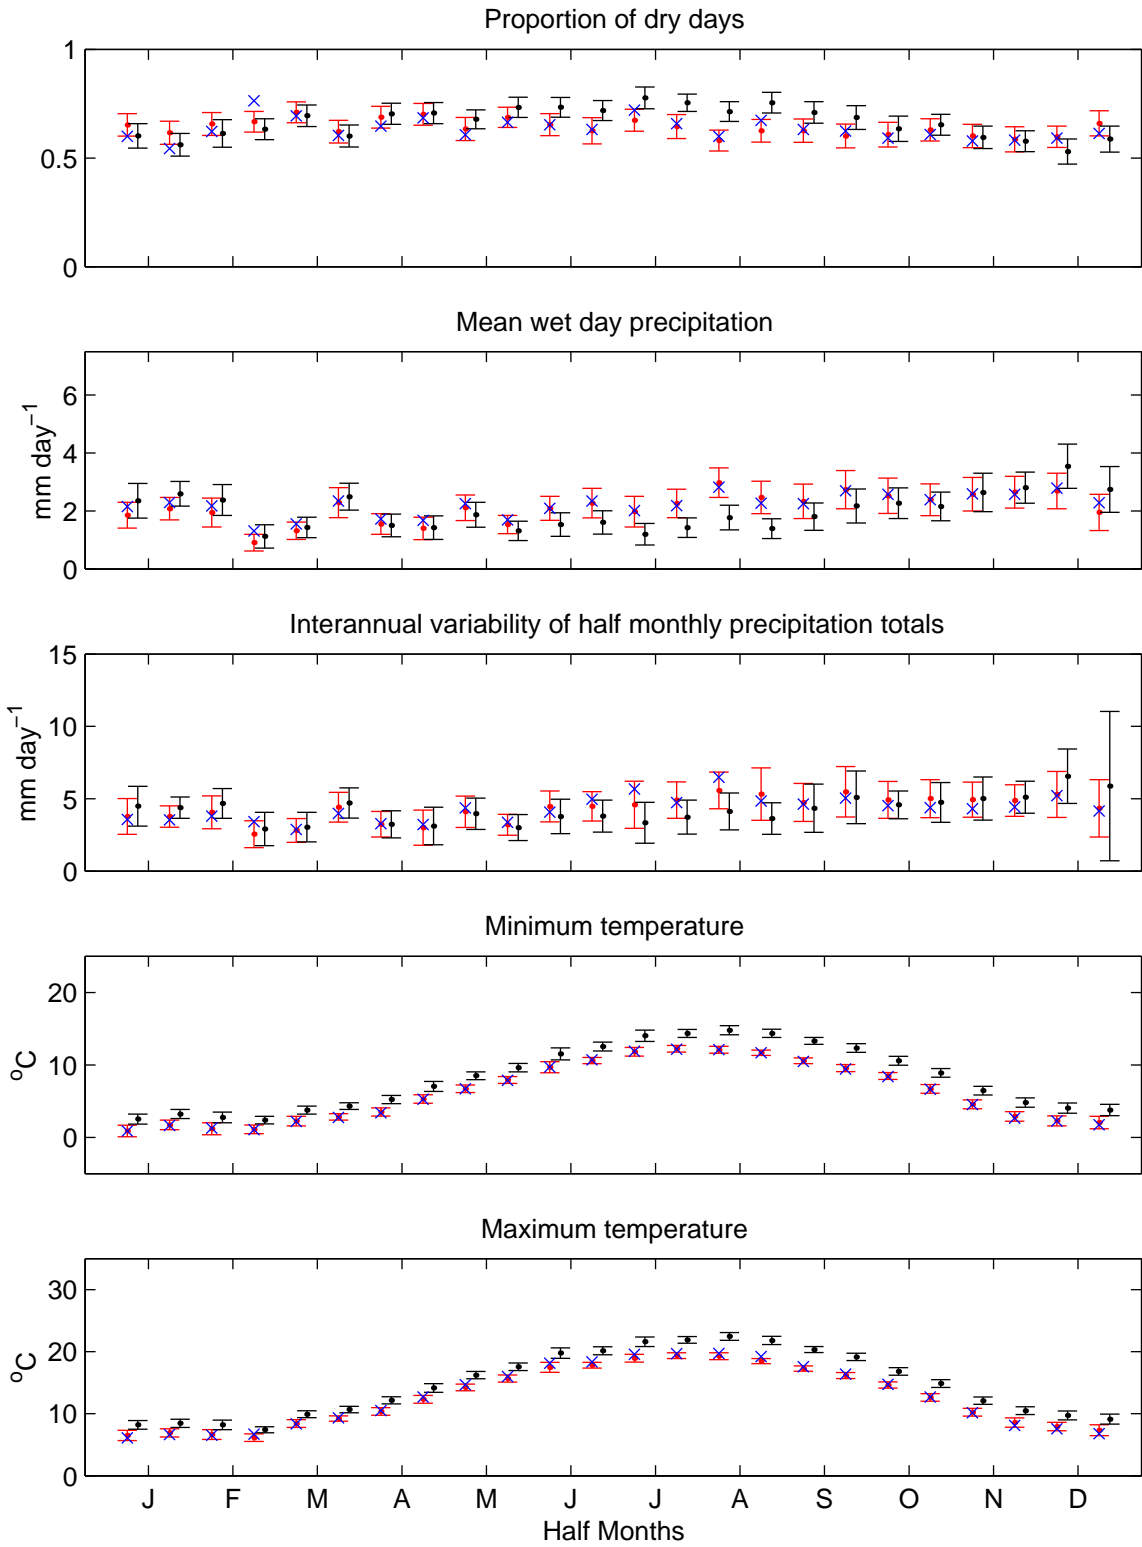 Proportion of dry days
1
0.5
0
Mean wet day precipitation
6
4
2
0
mm day⁻¹
Interannual variability of half monthly precipitation totals
15
10
5
0
mm day⁻¹
Minimum temperature
20
10
0
ºC
Maximum temperature
30
20
10
0
ºC
J F M A M J J A S O N D
Half Months